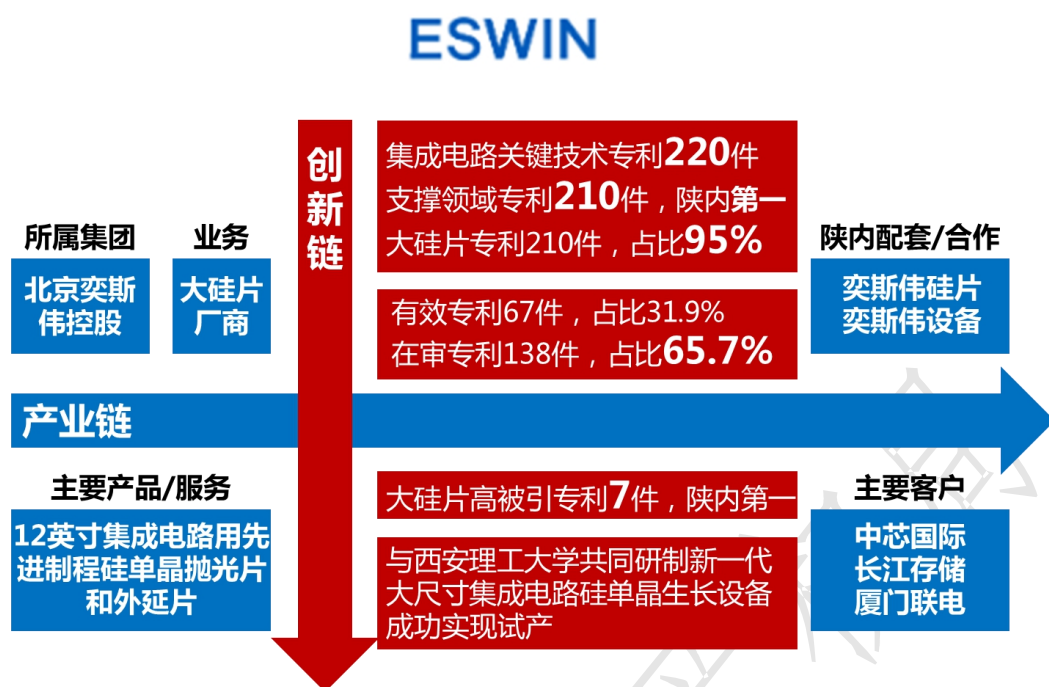 ESWIN
创新链
集成电路关键技术专利220件
支撑领域专利210件，陕内第一
大硅片专利210件，占比95%
有效专利67件，占比31.9%
在审专利138件，占比65.7%
所属集团
北京奕斯
伟控股
业务
大硅片
厂商
陕内配套/合作
奕斯伟硅片
奕斯伟设备
产业链
主要产品/服务
12英寸集成电路用先
进制程硅单晶抛光片
和外延片
大硅片高被引专利7件，陕内第一
与西安理工大学共同研制新一代
大尺寸集成电路硅单晶生长设备
成功实现试产
主要客户
中芯国际
长江存储
厦门联电